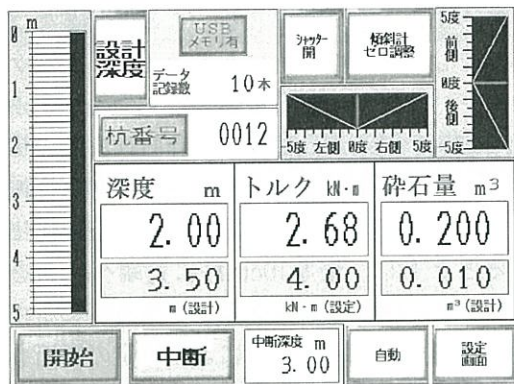 m
0
1
2
3
4
5
設計
深度
USB
メモリ有
データ
記録数 10本
シャッター
開
傾斜計
ゼロ調整
杭番号 0012
5度 左側 0度 右側 5度
5度
前側
0度
後側
5度
深度 m
2.00
3.50
m (設計)
トルク kN・m
2.68
4.00
kN・m (設定)
砕石量 m³
0.200
0.010
m³ (設計)
開始
中断
中断深度 m
3.00
自動
設定
画面